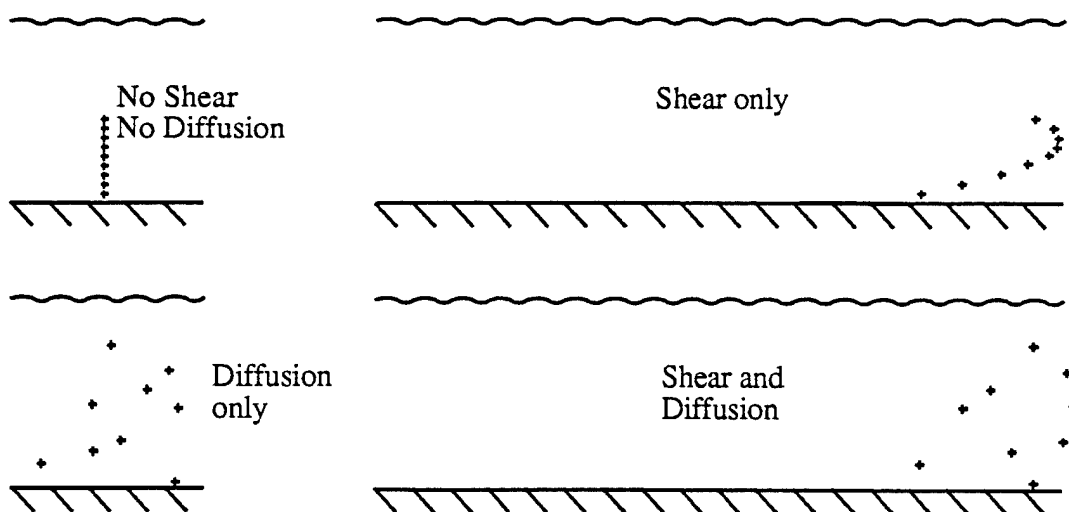 No Shear
No Diffusion
Shear only
Diffusion
only
Shear and
Diffusion